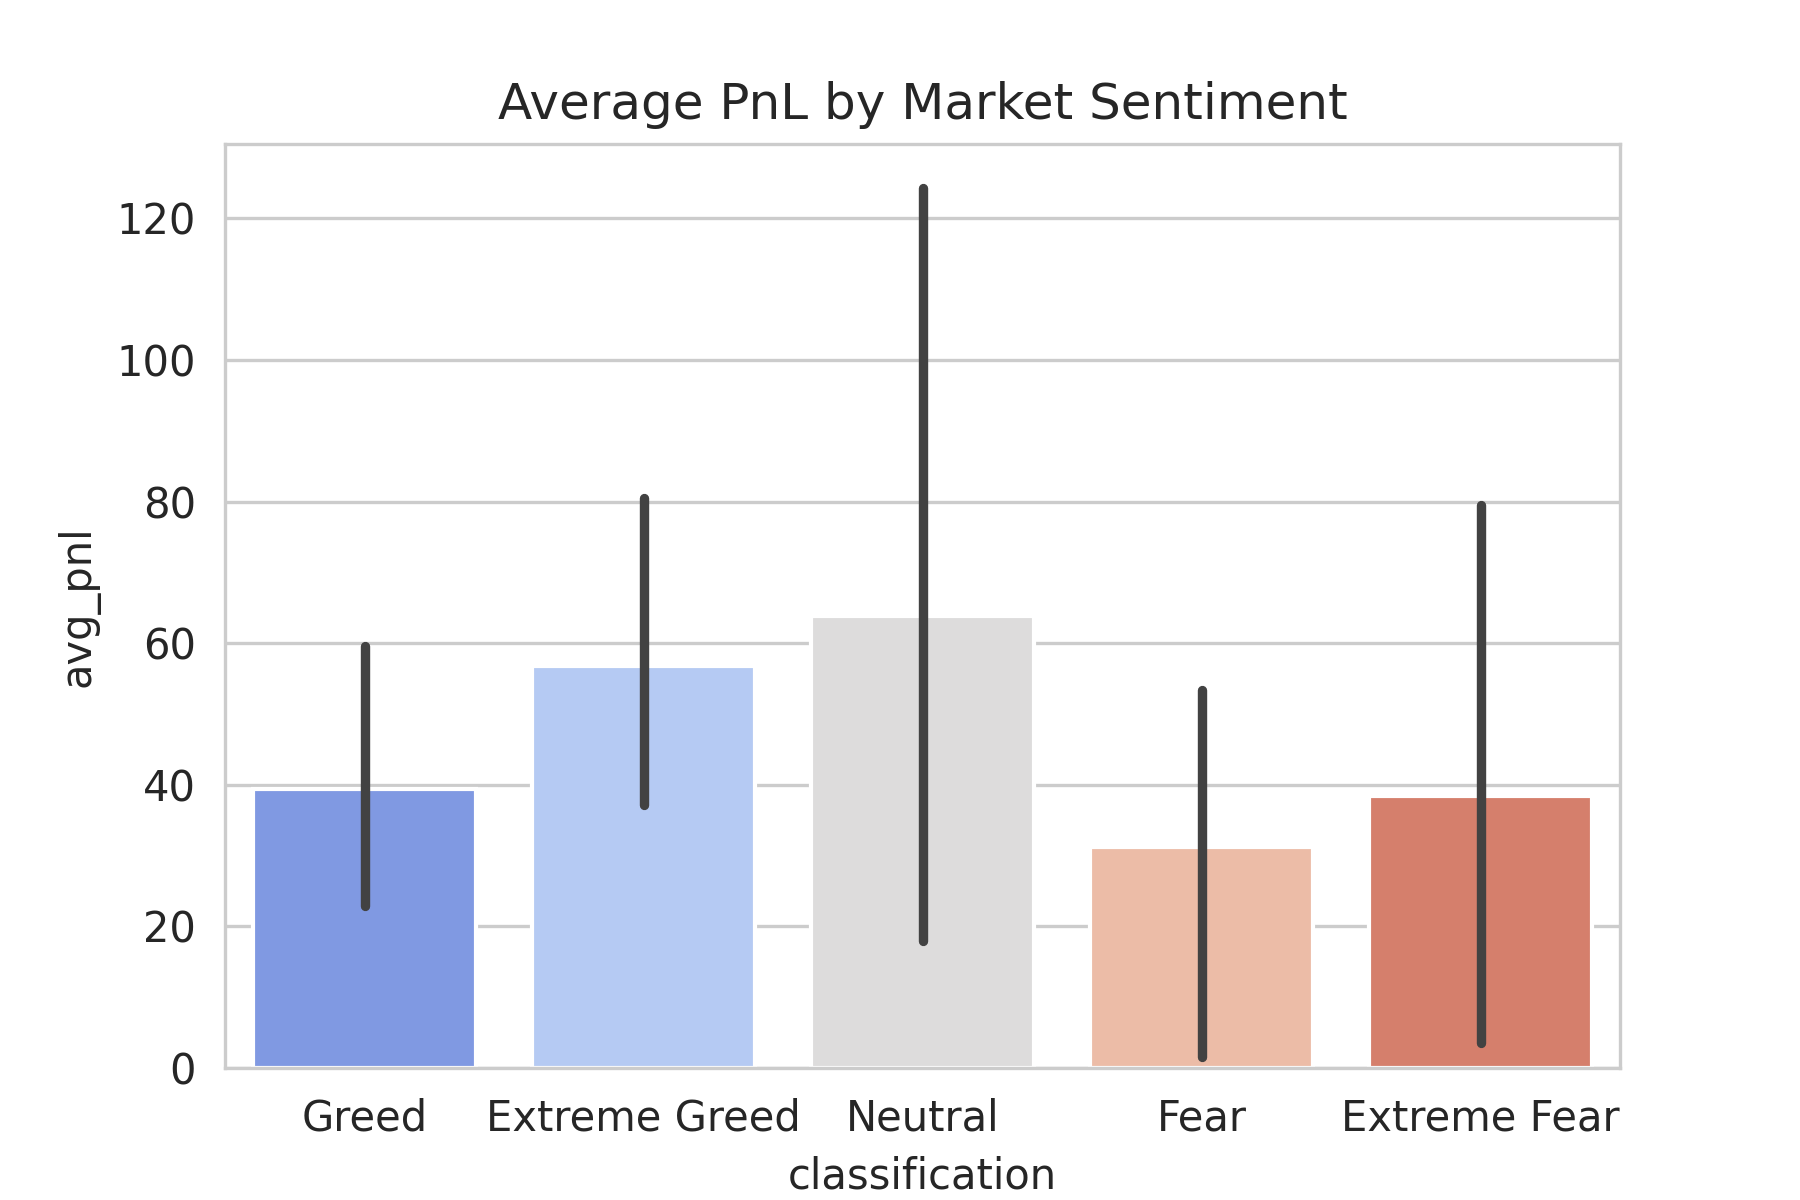 Average PnL by Market Sentiment
120
100
80
60
40
20
0
avg_pnl
Greed Extreme Greed Neutral Fear Extreme Fear
classification